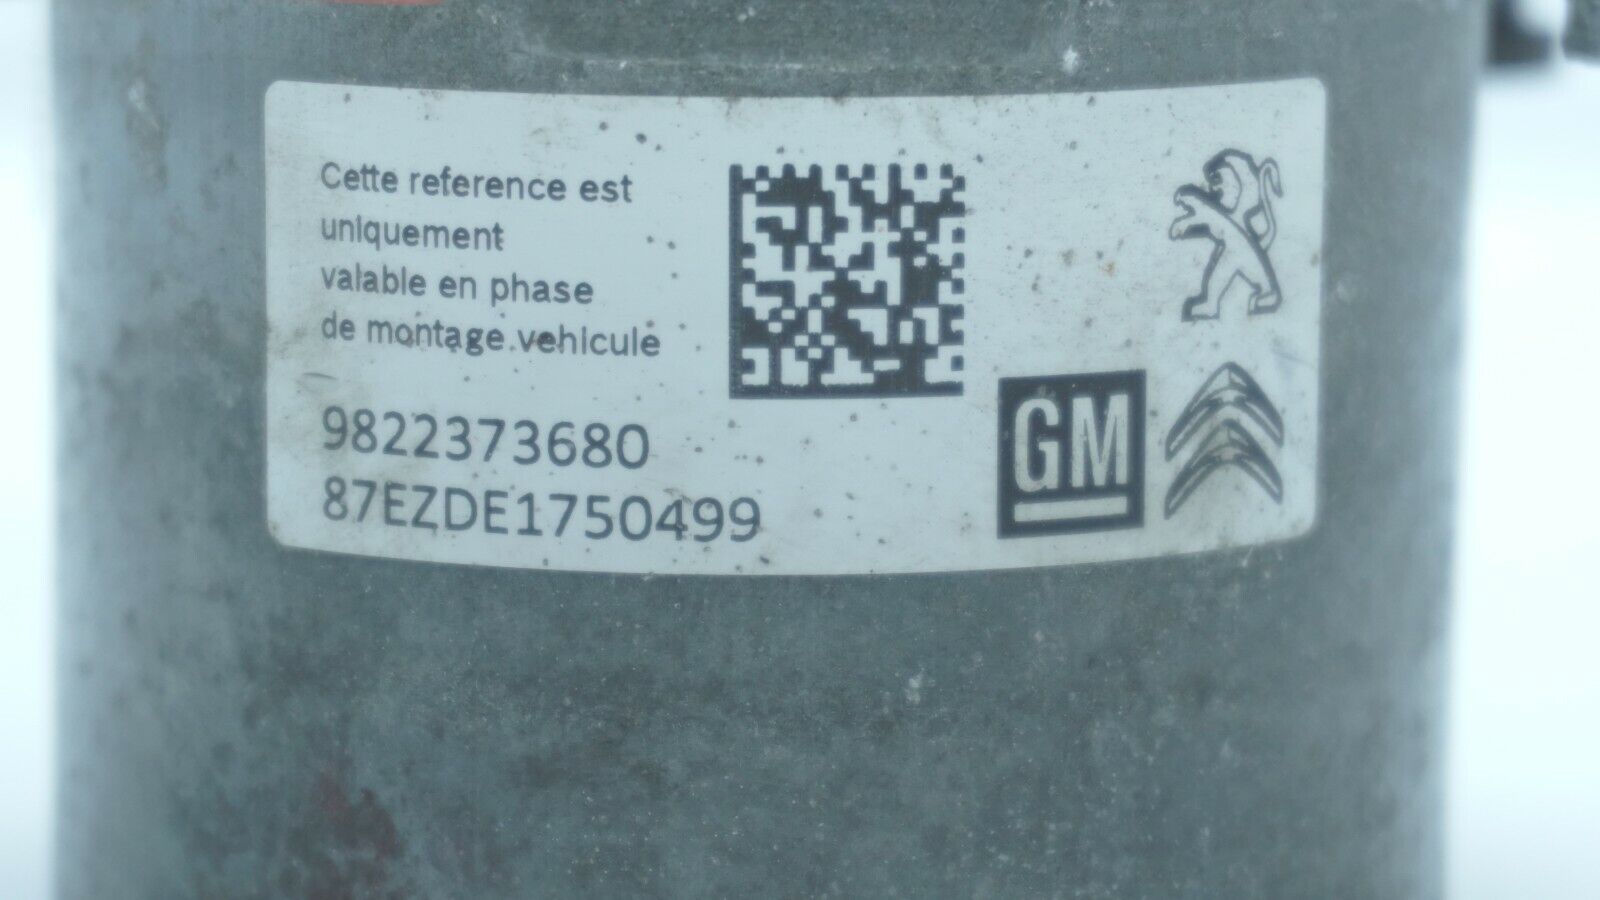 Cette reference est
uniquement
valable en phase
de montage vehicule
9822373680
87EZDE1750499
GM